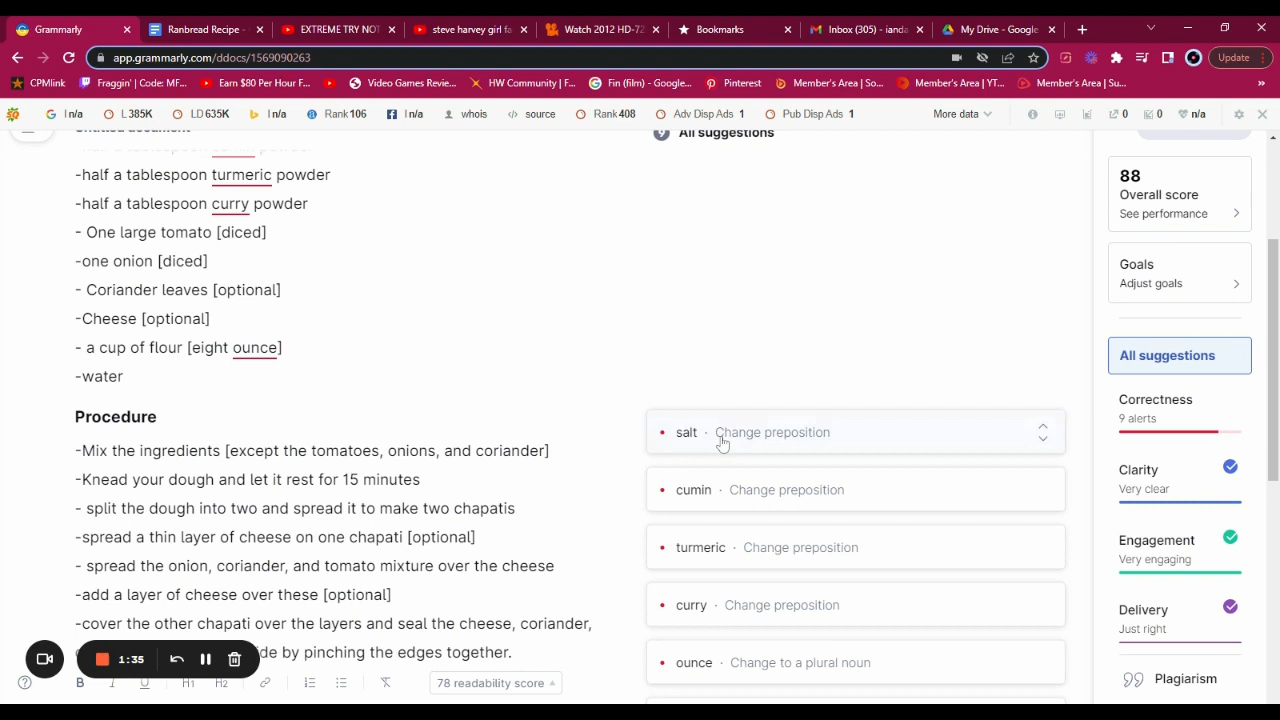 Grammarly
Ranbread Recipe -
EXTREME TRY NOT
steve harvey girl fa
Watch 2012 HD-72
Bookmarks
Inbox (305) - ianda
My Drive - Google
app.grammarly.com/ddocs/1569090263
Update
CPMlink
Fraggin' | Code: MF...
Earn $80 Per Hour F...
Video Games Revie...
HW Community | F...
Fin (film) - Google...
Pinterest
Member's Area | So...
Member's Area | YT...
Member's Area | Su...
I n/a
L 385K
LD 635K
I n/a
Rank 106
I n/a
whois
source
Rank 408
Adv Disp Ads 1
Pub Disp Ads 1
More data
0
0
n/a
Untitled document
9 All suggestions
-half a tablespoon cumin powder
-half a tablespoon turmeric powder
-half a tablespoon curry powder
- One large tomato [diced]
-one onion [diced]
- Coriander leaves [optional]
-Cheese [optional]
- a cup of flour [eight ounce]
-water
Procedure
-Mix the ingredients [except the tomatoes, onions, and coriander]
-Knead your dough and let it rest for 15 minutes
- split the dough into two and spread it to make two chapatis
-spread a thin layer of cheese on one chapati [optional]
- spread the onion, coriander, and tomato mixture over the cheese
-add a layer of cheese over these [optional]
-cover the other chapati over the layers and seal the cheese, coriander,
ide by pinching the edges together.
1:35
B I U H1 H2
78 readability score
salt · Change preposition
cumin · Change preposition
turmeric · Change preposition
curry · Change preposition
ounce · Change to a plural noun
88
Overall score
See performance
Goals
Adjust goals
All suggestions
Correctness
9 alerts
Clarity
Very clear
Engagement
Very engaging
Delivery
Just right
Plagiarism